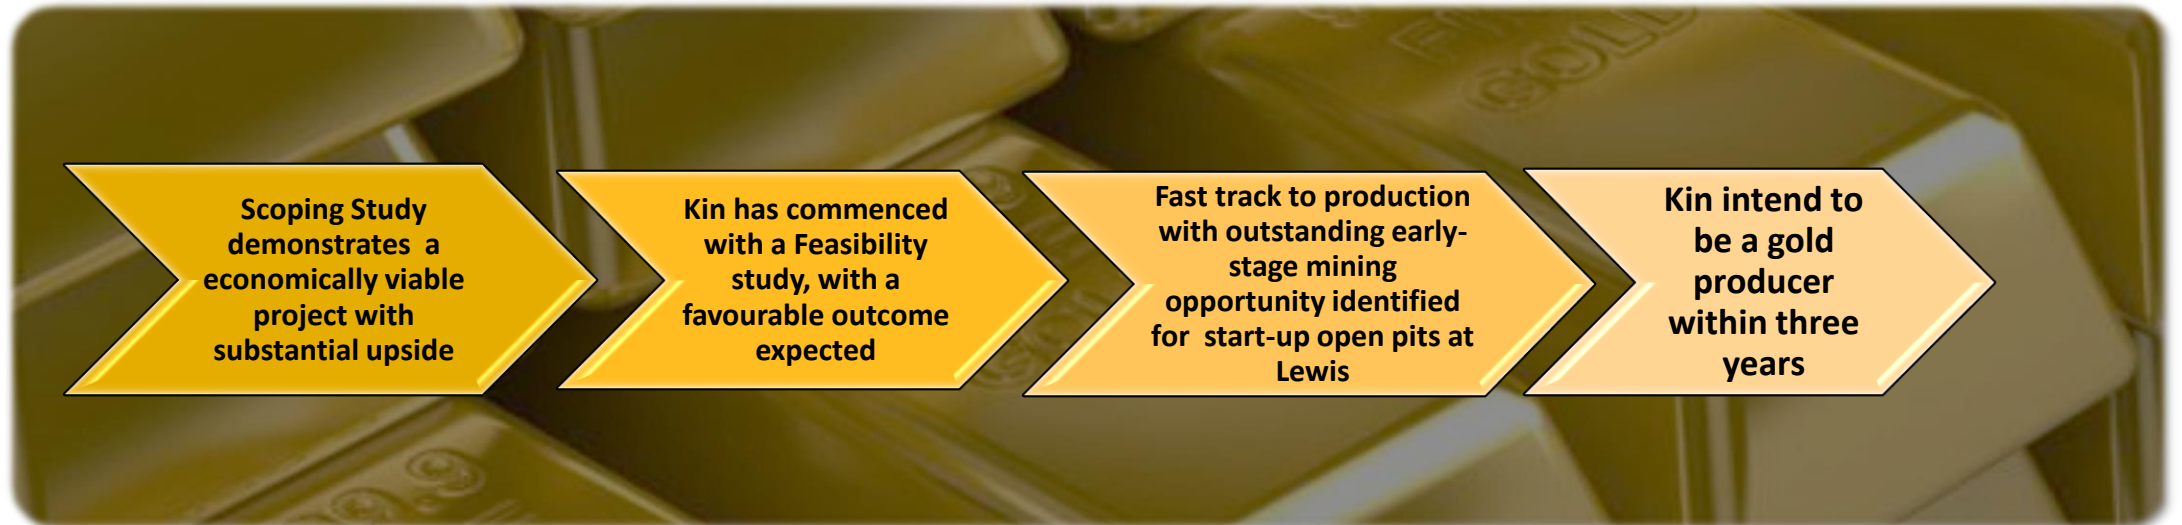 Scoping Study
demonstrates a
economically viable
project with
substantial upside
Kin has commenced
with a Feasibility
study, with a
favourable outcome
expected
Fast track to production
with outstanding early-
stage mining
opportunity identified
for start-up open pits at
Lewis
Kin intend to
be a gold
producer
within three
years
GOLD